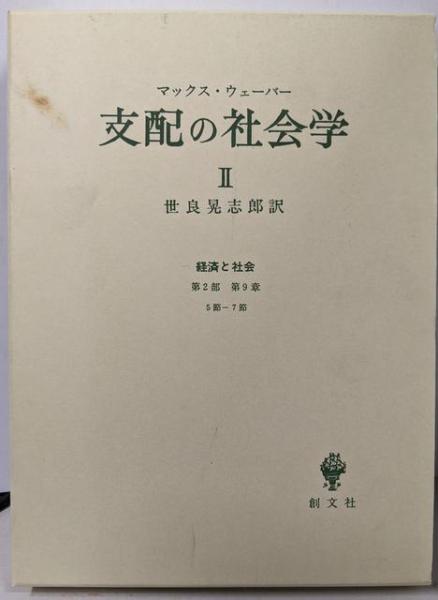 マックス・ウェーバー
支配の社会学
Ⅱ
世良晃志郎訳
経済と社会
第2部 第9章
5節－7節
創文社